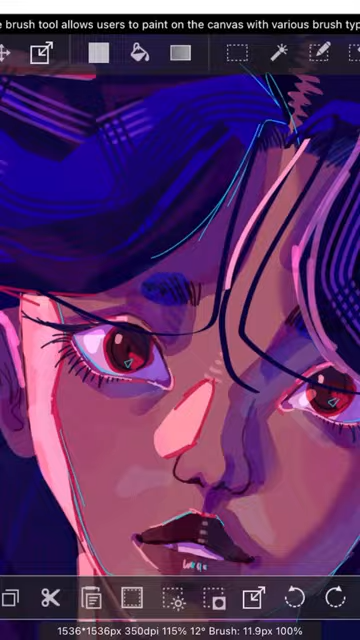 e brush tool allows users to paint on the canvas with various brush typ
1536*1536px 350dpi 115% 12° Brush: 11.9px 100%